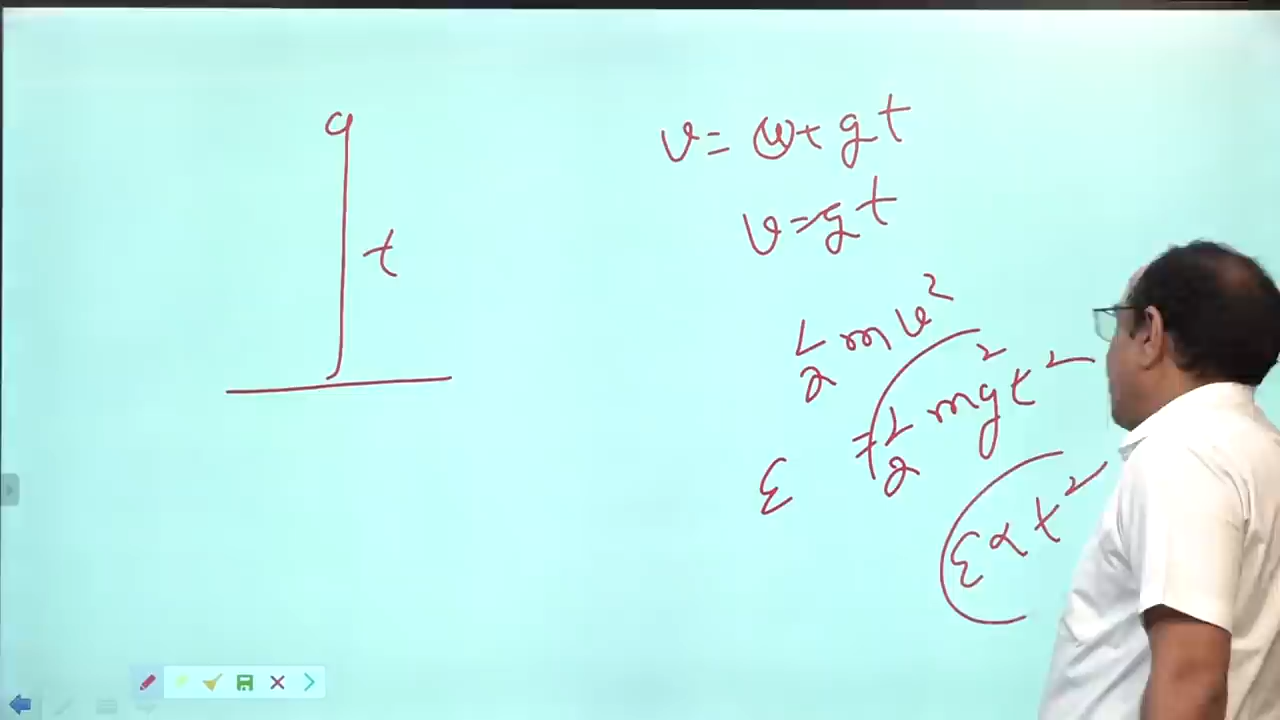 t
v = u + gt
v = gt
1/2 mv²
E = 1/2 mg²t²
E ∝ t²